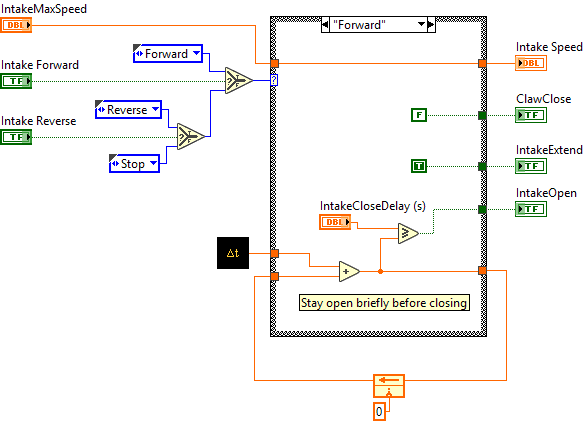 IntakeMaxSpeed
DBL
"Forward"
Intake Speed
DBL
Forward
Intake Forward
TF
T
?
F
?
ClawClose
F
TF
Reverse
Intake Reverse
TF
T
?
F
IntakeExtend
T
TF
Stop
IntakeOpen
TF
IntakeCloseDelay (s)
DBL
≥
Δt
+
Stay open briefly before closing
0